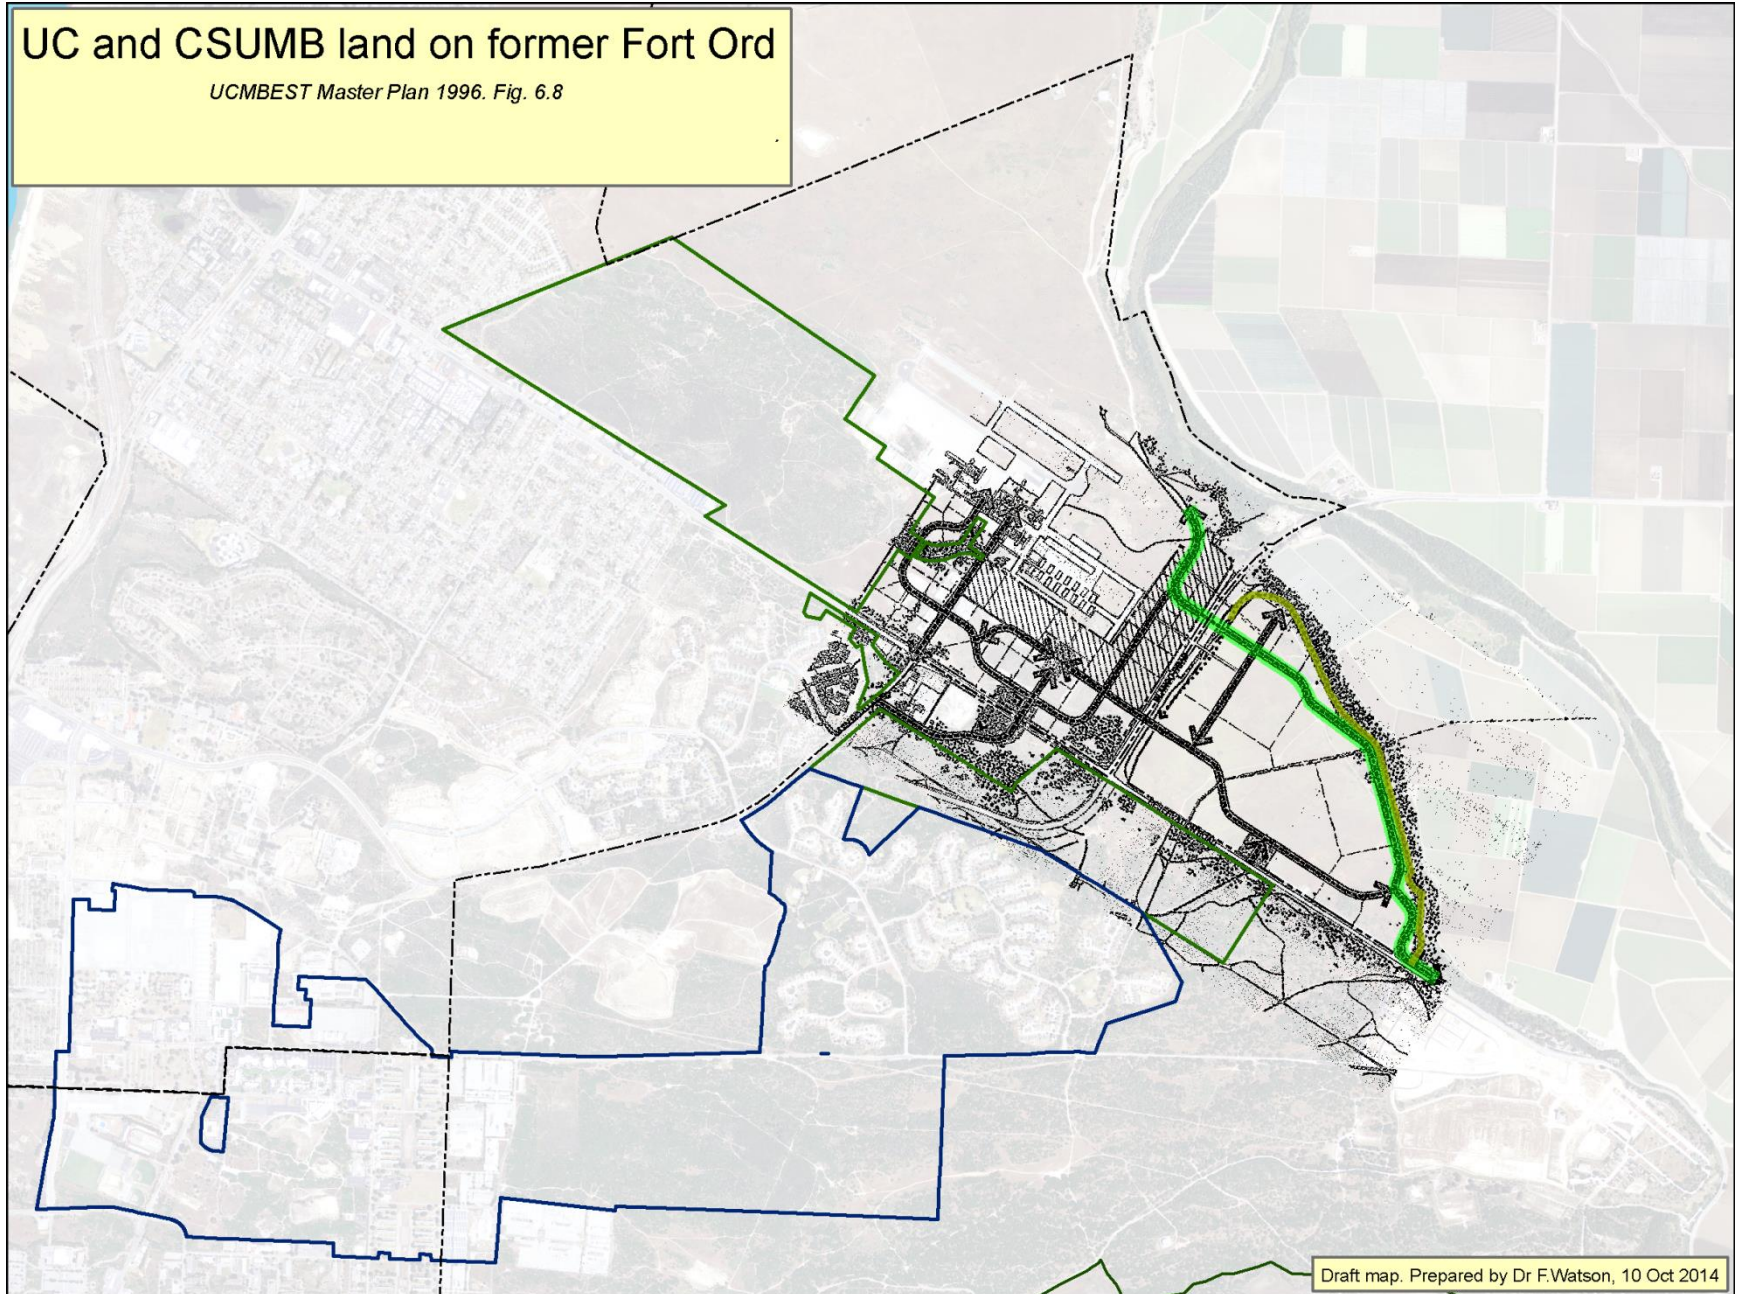 UC and CSUMB land on former Fort Ord
UCMBEST Master Plan 1996. Fig. 6.8
.
Draft map. Prepared by Dr F.Watson, 10 Oct 2014